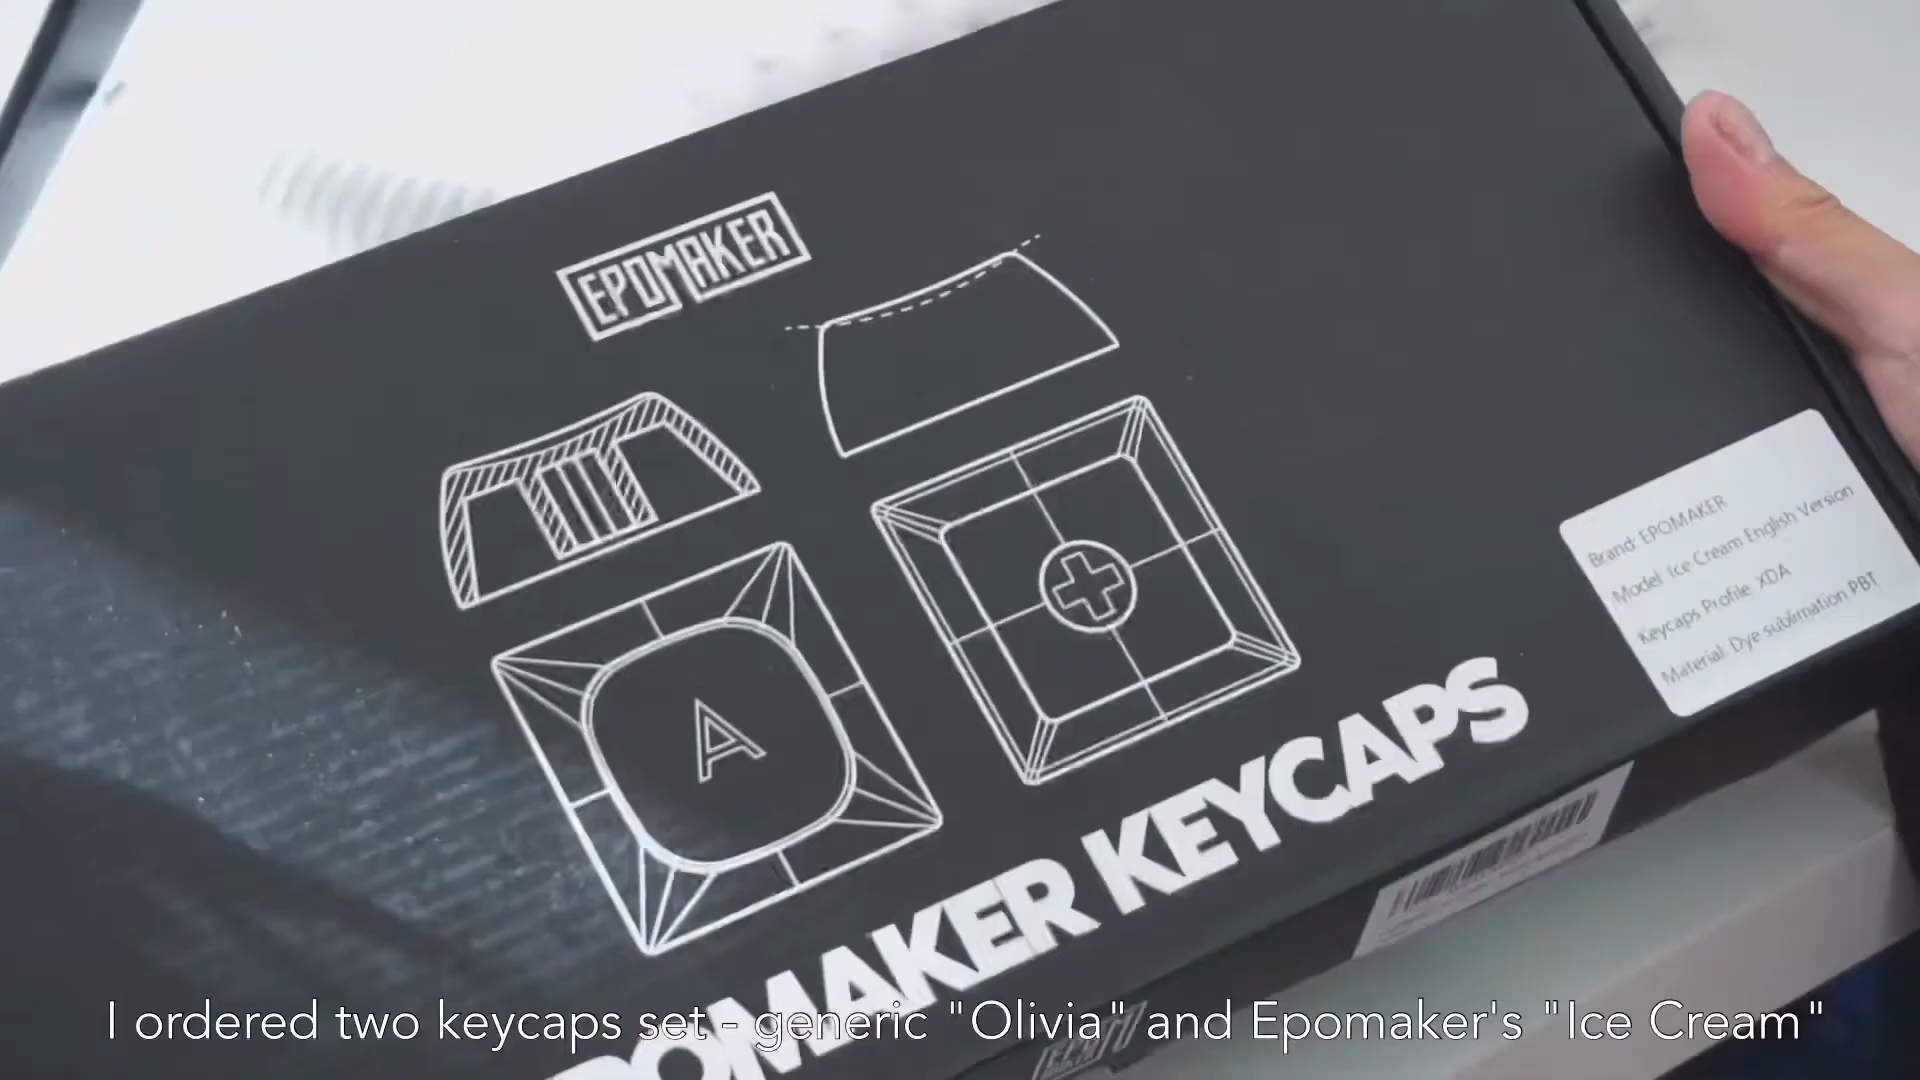 EPOMAKER
A
Brand: EPOMAKER
Model: Ice Cream English Version
Keycaps Profile: XDA
Material: Dye sublimation PBT
POMAKER KEYCAPS
I ordered two keycaps set - generic "Olivia" and Epomaker's "Ice Cream"